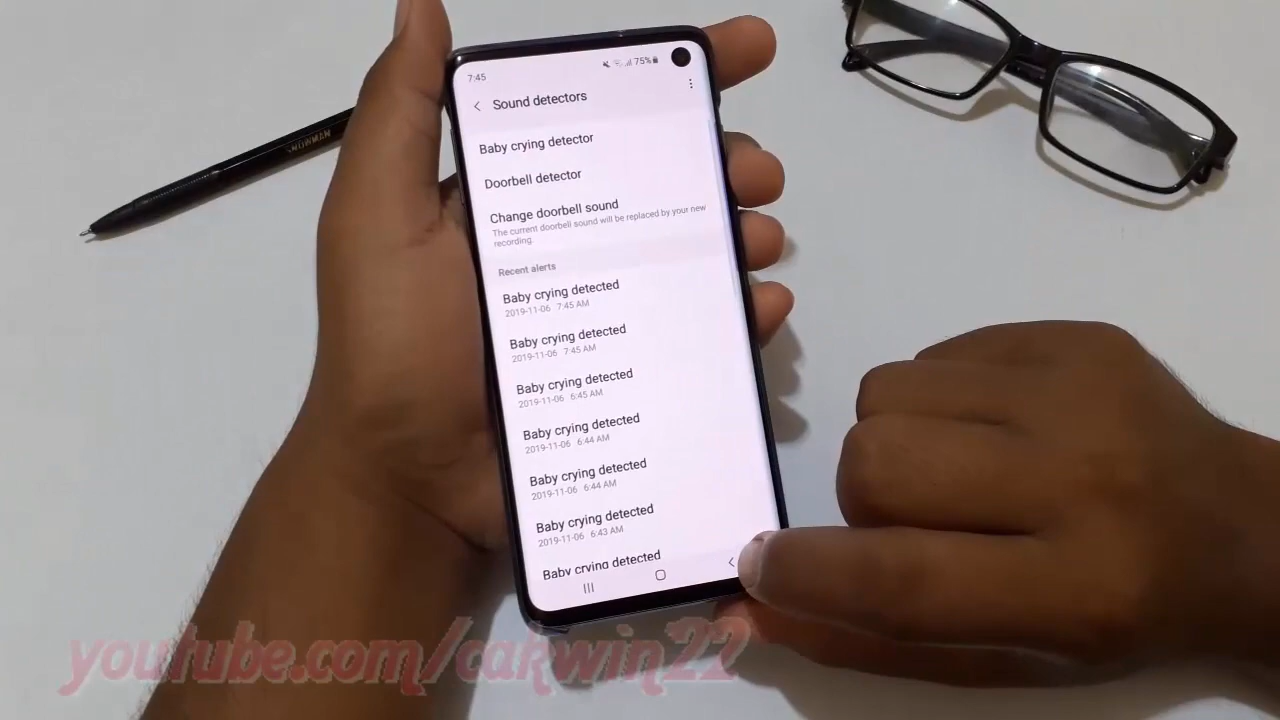 7:45
75%
Sound detectors
Baby crying detector
Doorbell detector
Change doorbell sound
The current doorbell sound will be replaced by your new
recording.
Recent alerts
Baby crying detected
2019-11-06 7:45 AM
Baby crying detected
2019-11-06 7:45 AM
Baby crying detected
2019-11-06 6:45 AM
Baby crying detected
2019-11-06 6:44 AM
Baby crying detected
2019-11-06 6:44 AM
Baby crying detected
2019-11-06 6:43 AM
Baby crying detected
SNOWMAN
youtube.com/cakwin22